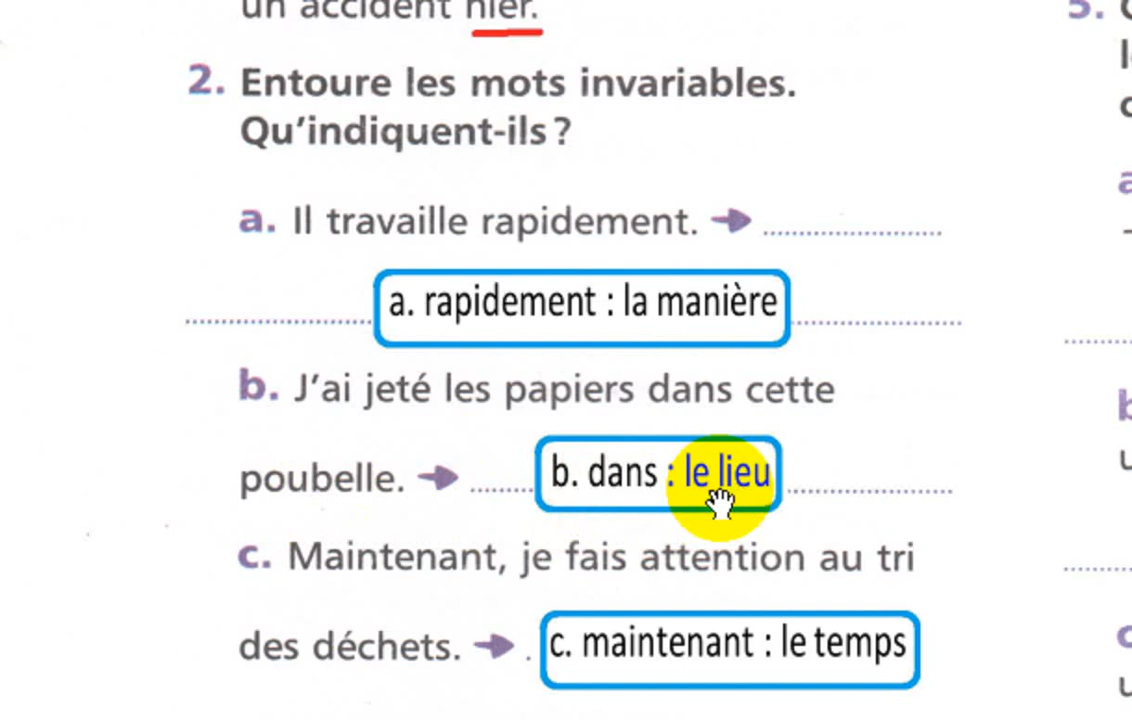 un accident hier.
2. Entoure les mots invariables.
Qu'indiquent-ils ?
a. Il travaille rapidement. ➔ ........................
a. rapidement : la manière
b. J'ai jeté les papiers dans cette
poubelle. ➔ ........ b. dans : le lieu
c. Maintenant, je fais attention au tri
des déchets. ➔ . c. maintenant : le temps
5.